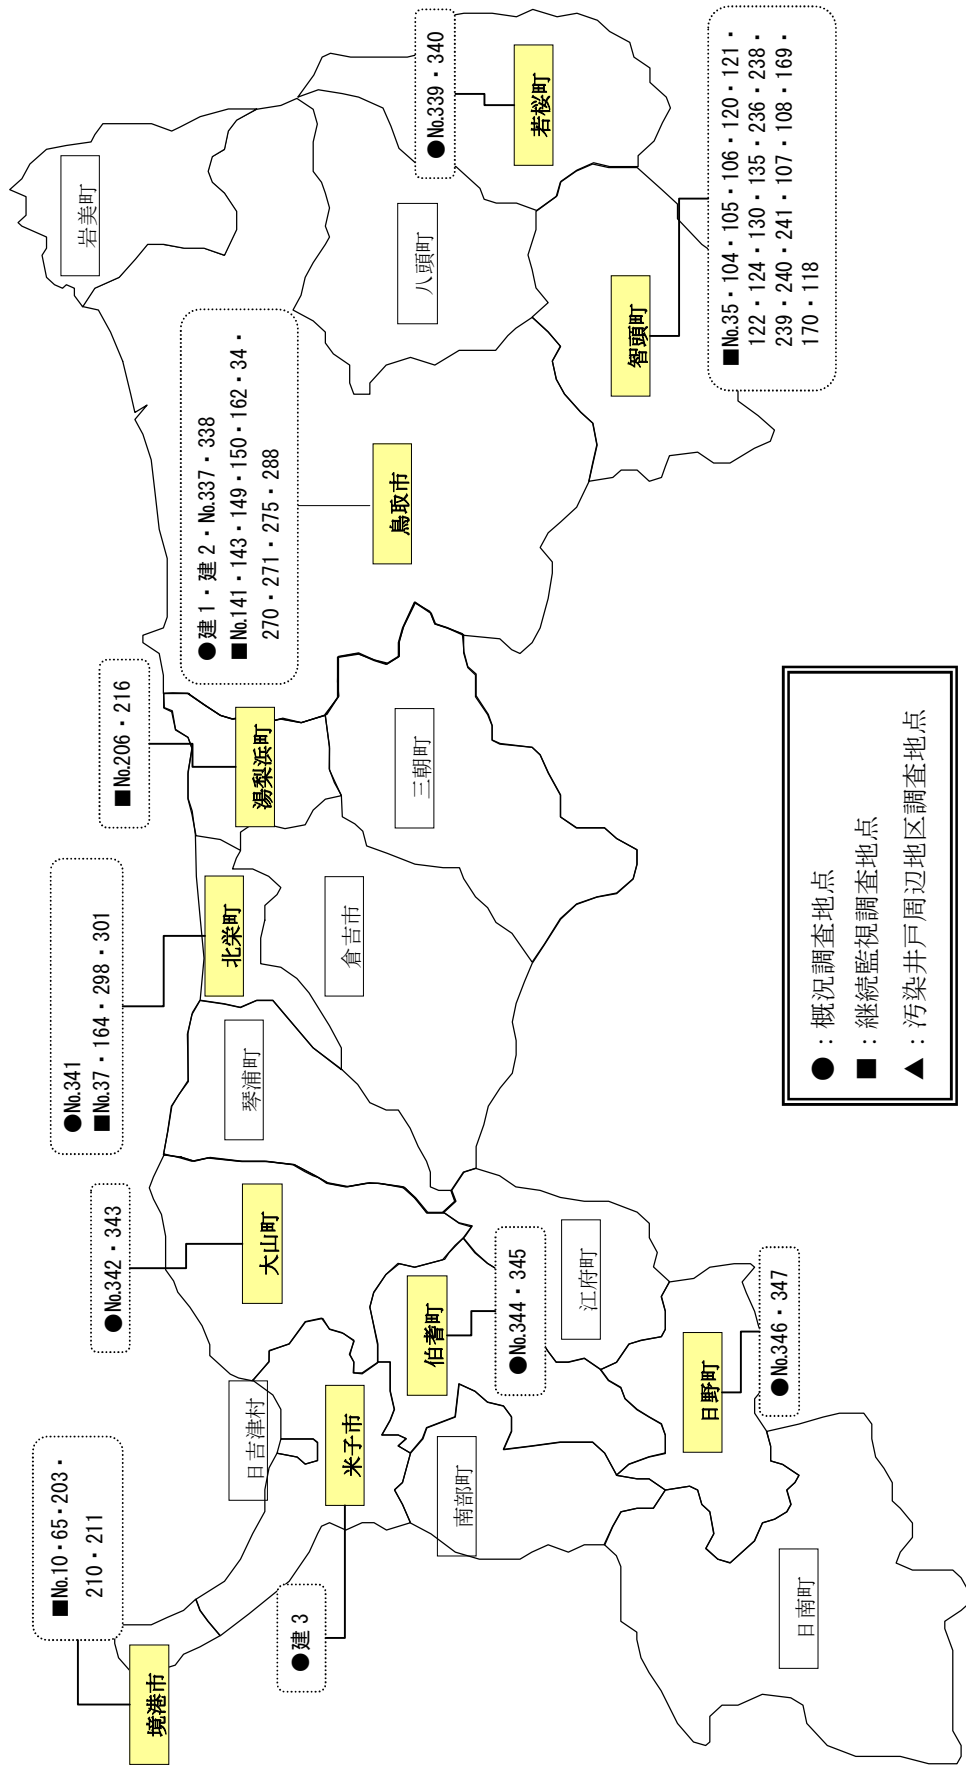 ■No.10・65・203・
210・211
境港市
●建3
米子市
日吉津村
●No.342・343
大山町
●No.344・345
伯耆町
南部町
江府町
●No.346・347
日野町
日南町
●No.341
■No.37・164・298・301
北栄町
琴浦町
倉吉市
■No.206・216
湯梨浜町
三朝町
●建1・建2・No.337・338
■No.141・143・149・150・162・34・
270・271・275・288
鳥取市
岩美町
八頭町
●No.339・340
若桜町
智頭町
■No.35・104・105・106・120・121・
122・124・130・135・236・238・
239・240・241・107・108・169・
170・118
●:概況調査地点
■:継続監視調査地点
▲:汚染井戸周辺地区調査地点